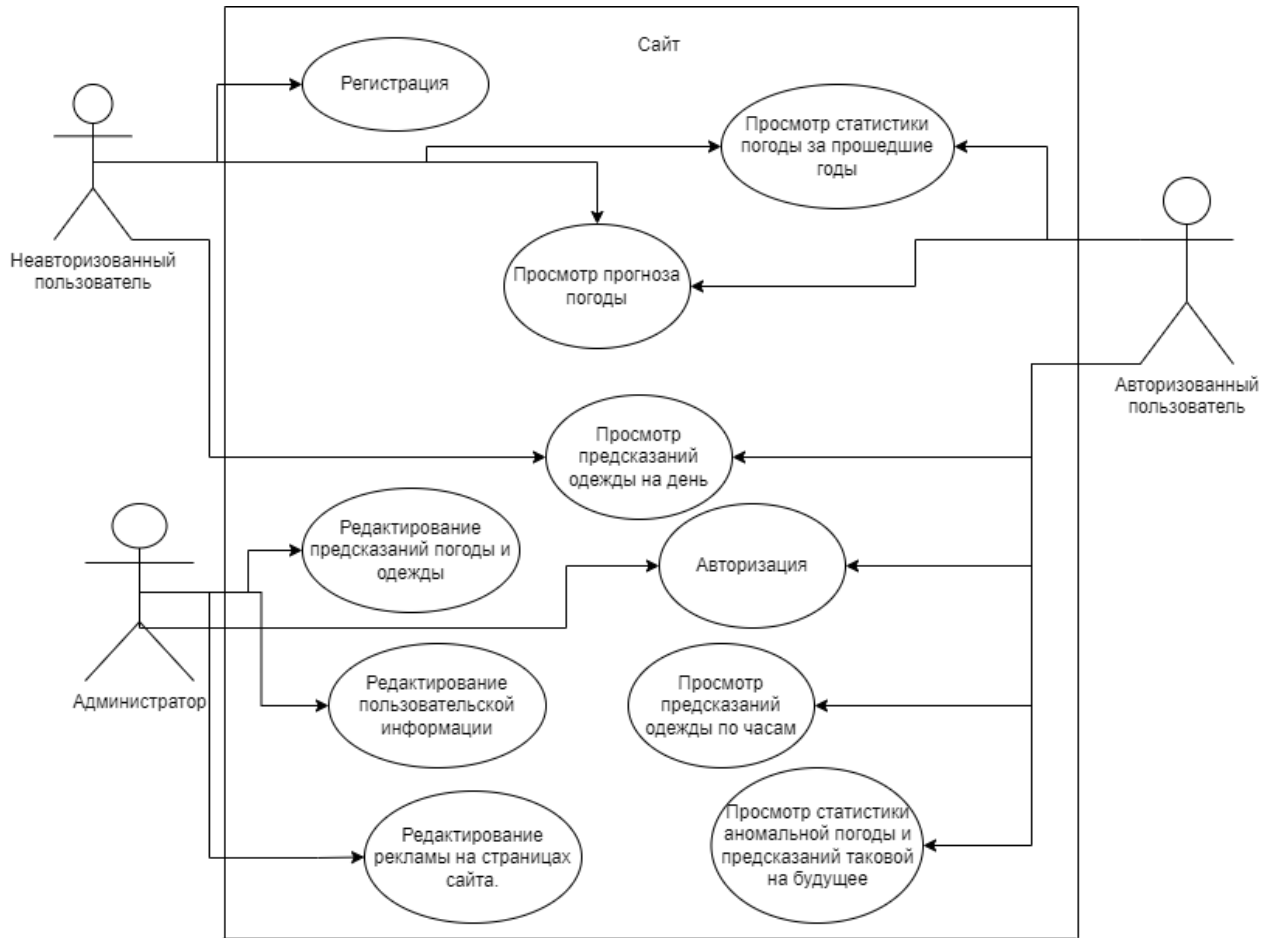 Сайт
Регистрация
Просмотр статистики
погоды за прошедшие
годы
Неавторизованный
пользователь
Просмотр прогноза
погоды
Авторизованный
пользователь
Просмотр
предсказаний
одежды на день
Редактирование
предсказаний погоды и
одежды
Авторизация
Администратор
Редактирование
пользовательской
информации
Просмотр
предсказаний
одежды по часам
Редактирование
рекламы на страницах
сайта.
Просмотр статистики
аномальной погоды и
предсказаний таковой
на будущее